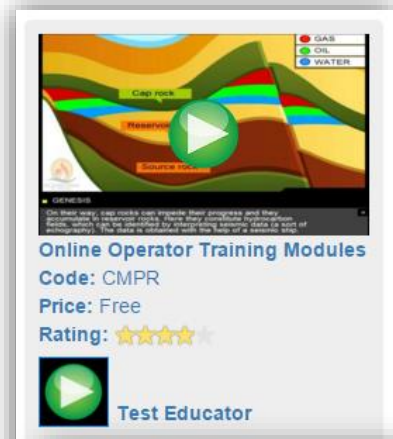 GAS
OIL
WATER
Cap rock
Reservoir
Source rock
GENESIS
On their way, cap rocks can impede their progress and they
accumulate in reservoir rocks. Here they constitute hydrocarbon
fields, which can be identified by interpreting seismic data (a sort of
echography). The data is obtained with the help of a seismic ship.
Online Operator Training Modules
Code: CMPR
Price: Free
Rating:
Test Educator